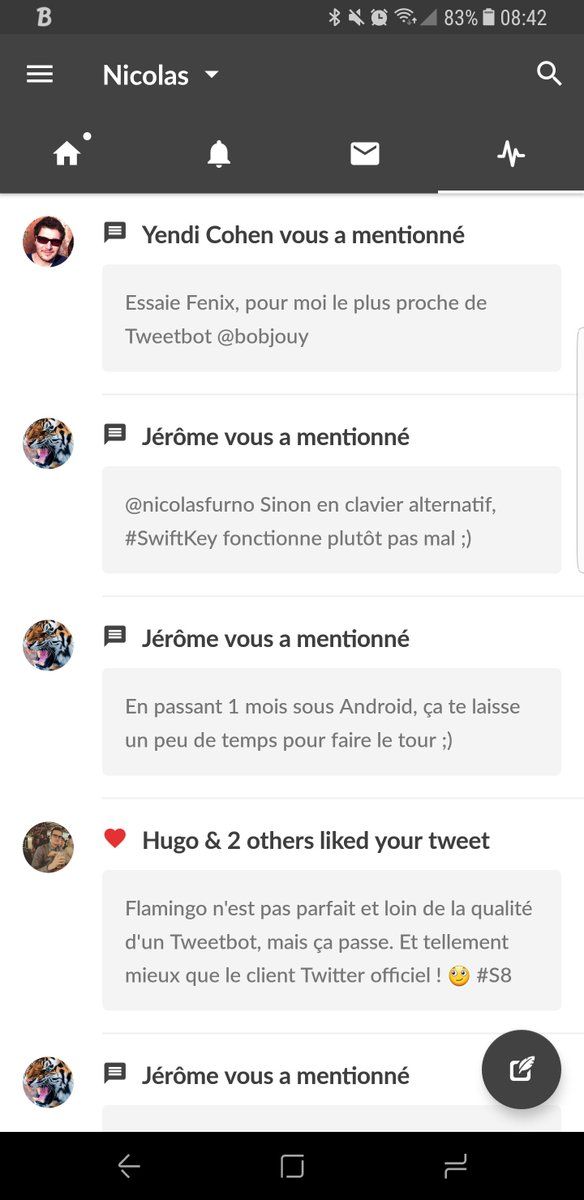 B 83% 08:42
Nicolas
Yendi Cohen vous a mentionné
Essaie Fenix, pour moi le plus proche de
Tweetbot @bobjouy
Jérôme vous a mentionné
@nicolasfurno Sinon en clavier alternatif,
#SwiftKey fonctionne plutôt pas mal ;)
Jérôme vous a mentionné
En passant 1 mois sous Android, ça te laisse
un peu de temps pour faire le tour ;)
Hugo & 2 others liked your tweet
Flamingo n'est pas parfait et loin de la qualité
d'un Tweetbot, mais ça passe. Et tellement
mieux que le client Twitter officiel ! 🙄 #S8
Jérôme vous a mentionné